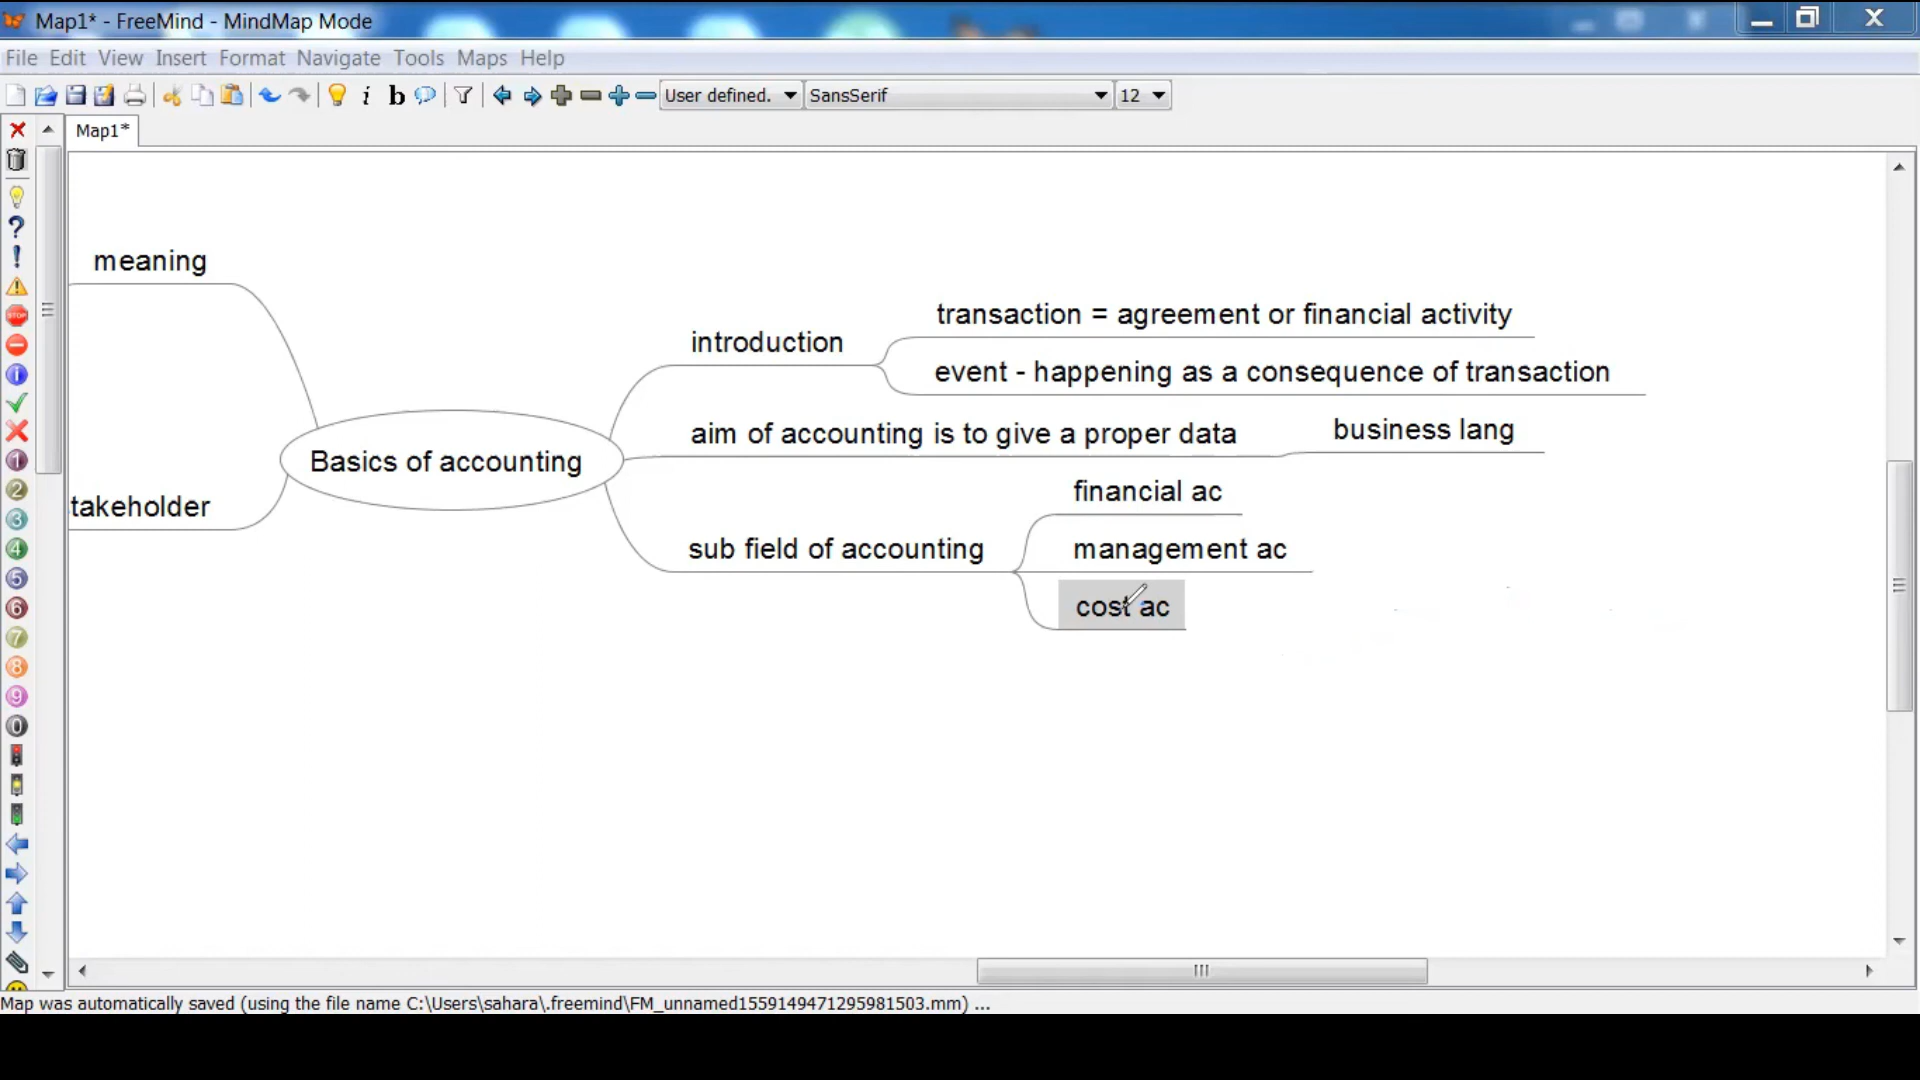 Map1* - FreeMind - MindMap Mode
File Edit View Insert Format Navigate Tools Maps Help
i b User defined. SansSerif 12
Map1*
meaning
transaction = agreement or financial activity
introduction
event - happening as a consequence of transaction
aim of accounting is to give a proper data
business lang
Basics of accounting
financial ac
takeholder
sub field of accounting
management ac
cost ac
Map was automatically saved (using the file name C:\Users\sahara\.freemind\FM_unnamed1559149471295981503.mm) ...